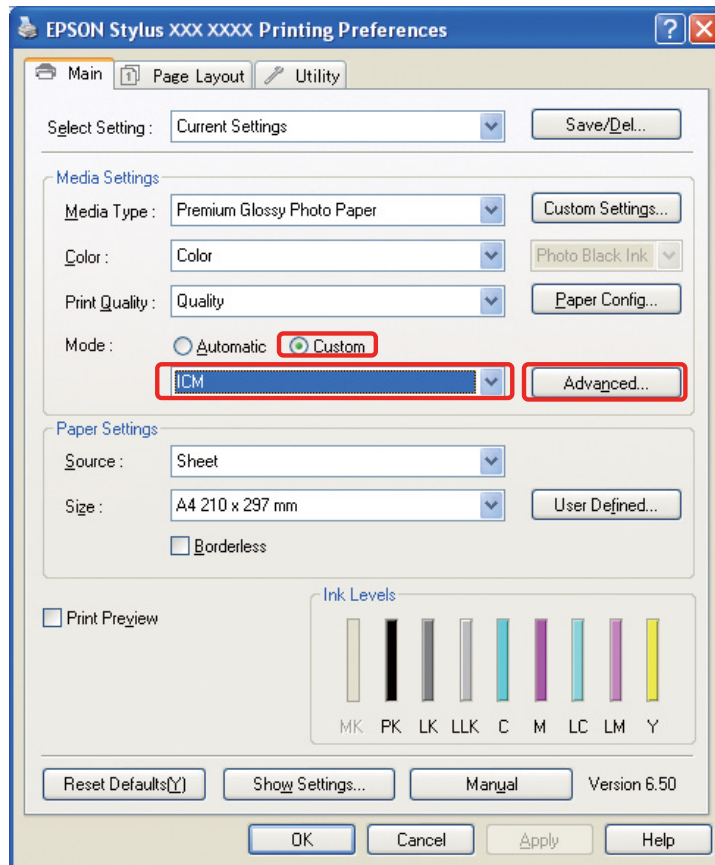 EPSON Stylus XXX XXXX Printing Preferences
Main Page Layout Utility
Select Setting : Current Settings Save/Del...
Media Settings
Media Type : Premium Glossy Photo Paper Custom Settings...
Color : Color Photo Black Ink
Print Quality : Quality Paper Config...
Mode : Automatic Custom
ICM Advanced...
Paper Settings
Source : Sheet
Size : A4 210 x 297 mm User Defined...
Borderless
Print Preview
Ink Levels
MK PK LK LLK C M LC LM Y
Reset Defaults(Y) Show Settings... Manual Version 6.50
OK Cancel Apply Help